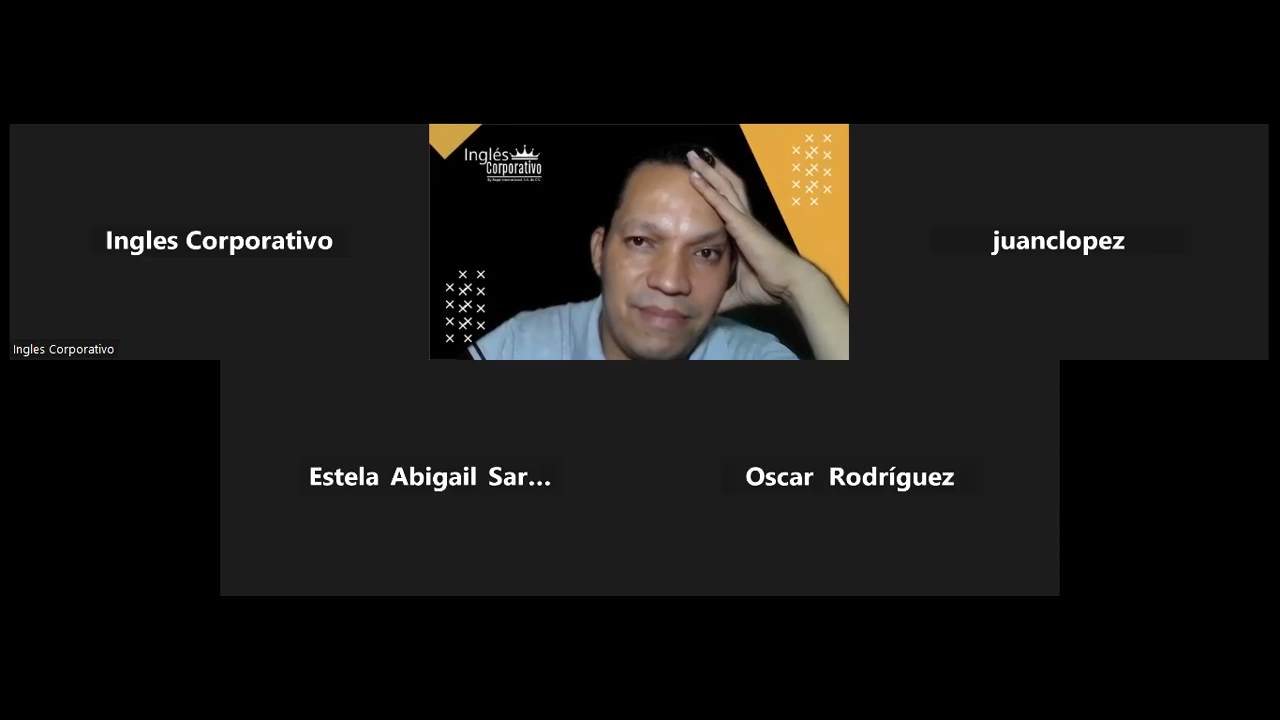 Inglés
Corporativo
Ingles Corporativo
juanclopez
Ingles Corporativo
Estela Abigail Sar...
Oscar Rodríguez